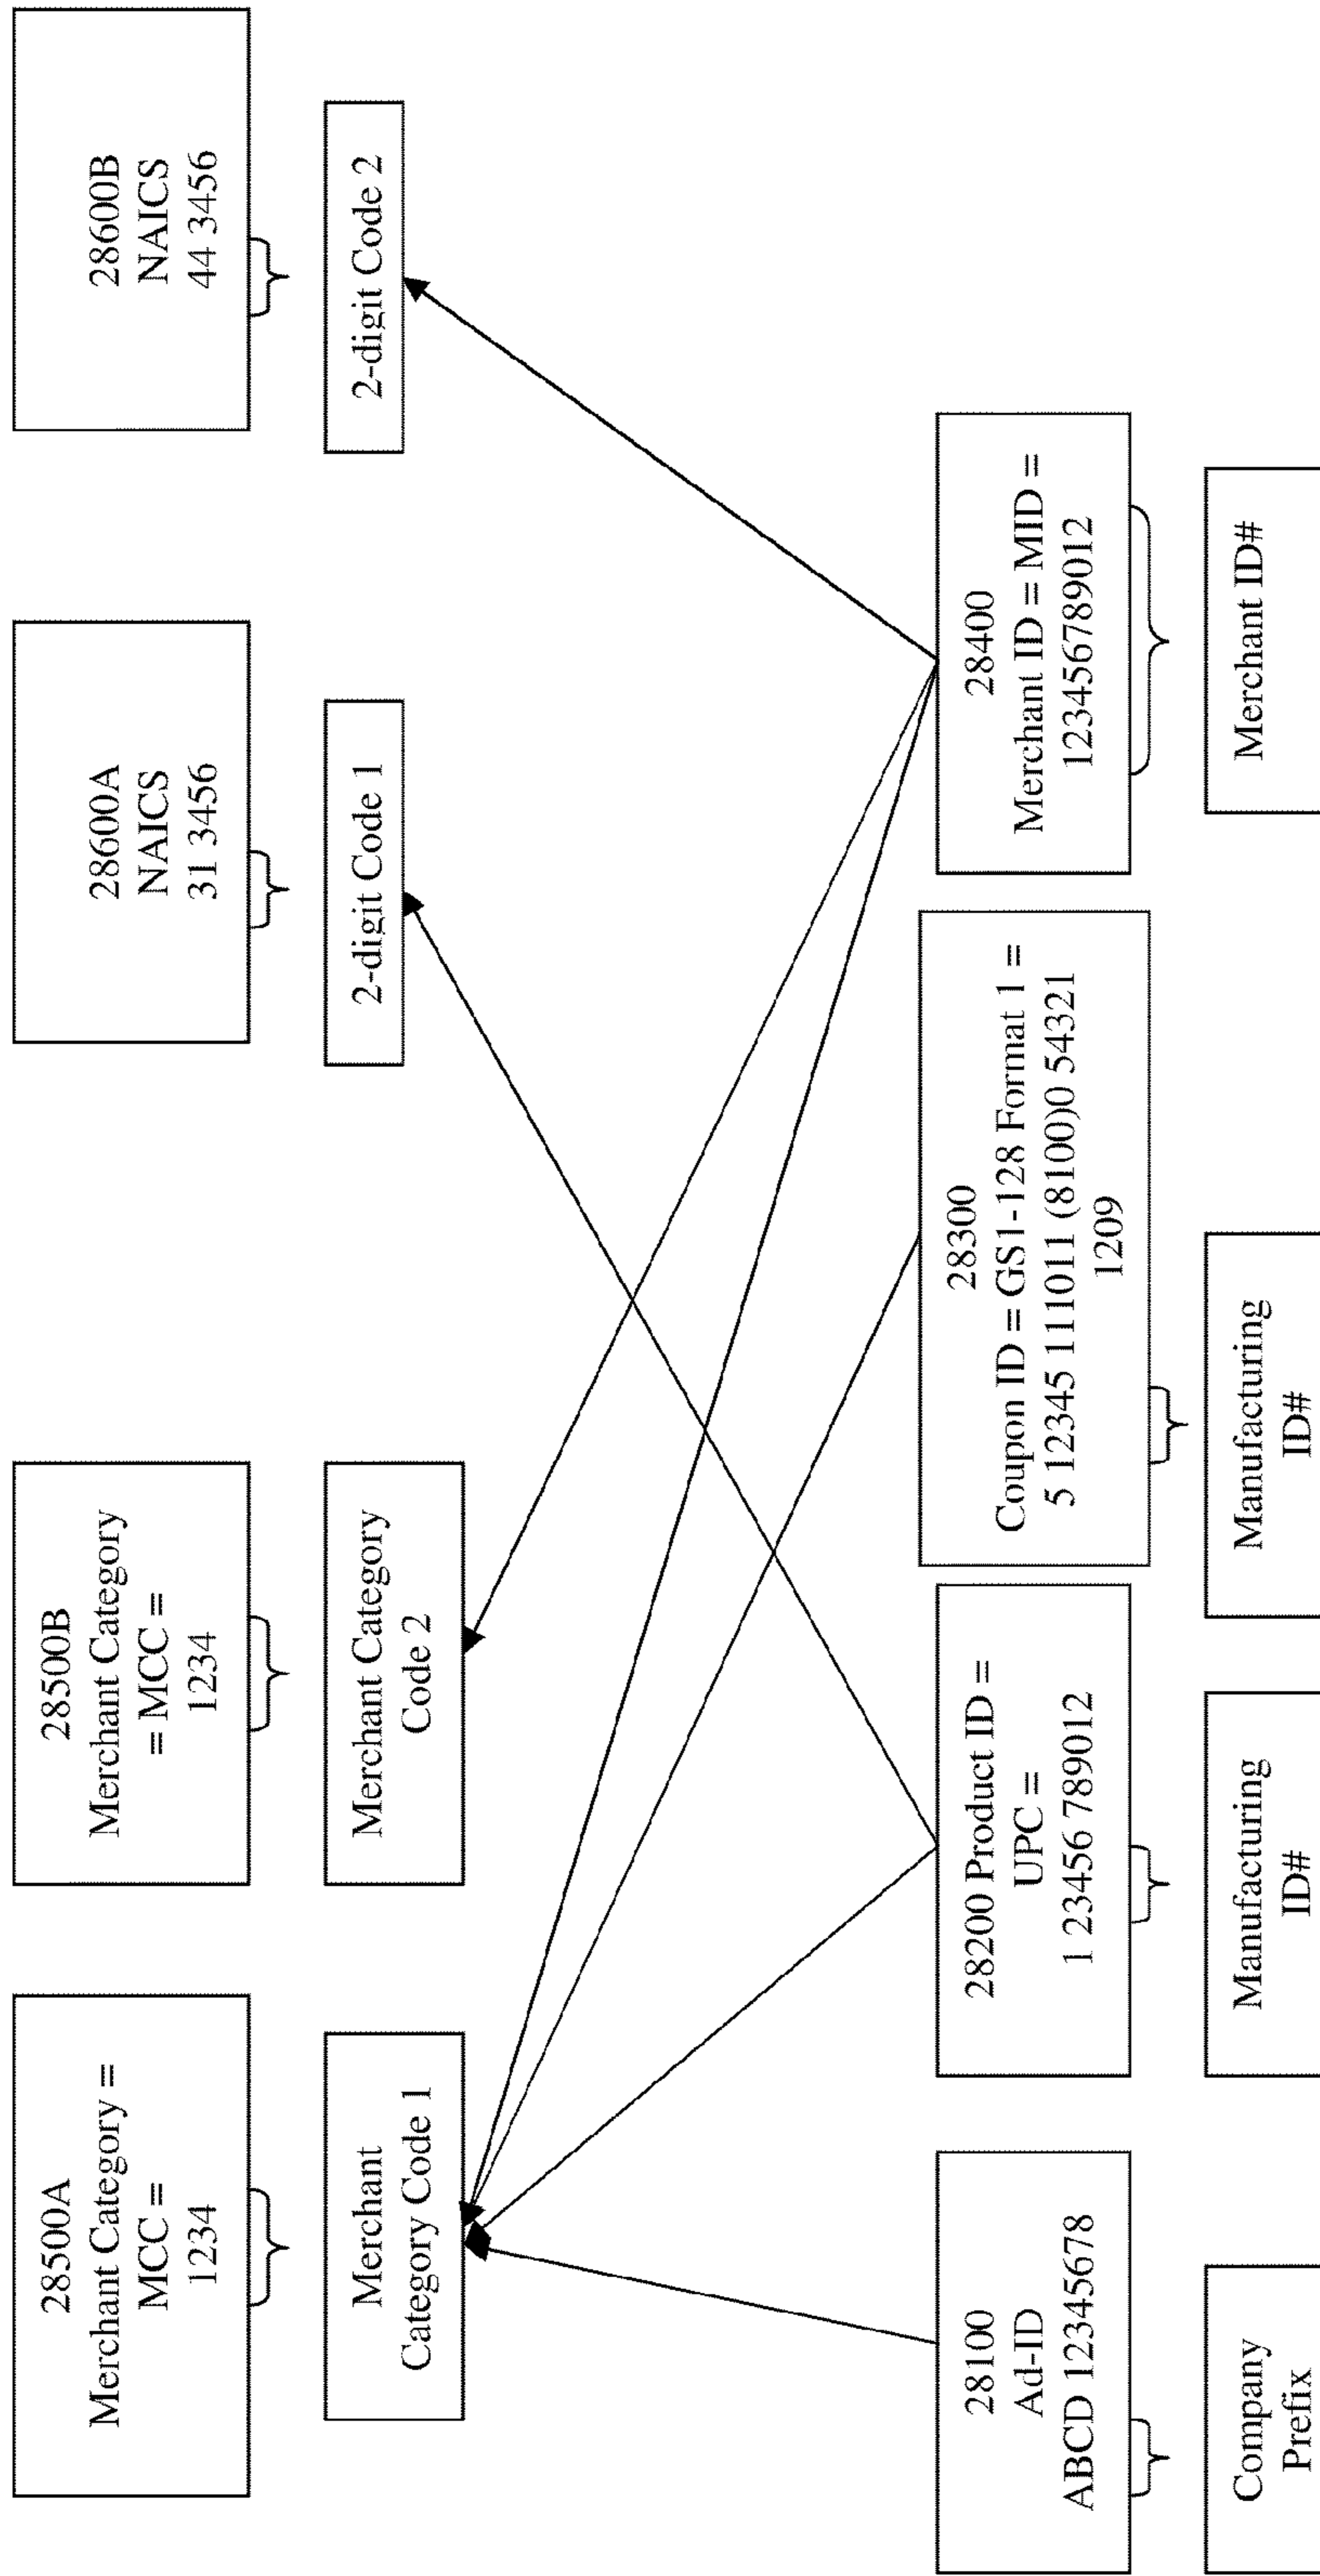 28500A
Merchant Category =
MCC =
1234
28500B
Merchant Category
= MCC =
1234
28600A
NAICS
31 3456
28600B
NAICS
44 3456
Merchant
Category Code 1
Merchant Category
Code 2
2-digit Code 1
2-digit Code 2
28100
Ad-ID
ABCD 12345678
28200 Product ID =
UPC =
1 23456 789012
28300
Coupon ID = GS1-128 Format 1 =
5 12345 111011 (8100)0 54321
1209
28400
Merchant ID = MID =
123456789012
Company
Prefix
Manufacturing
ID#
Manufacturing
ID#
Merchant ID#